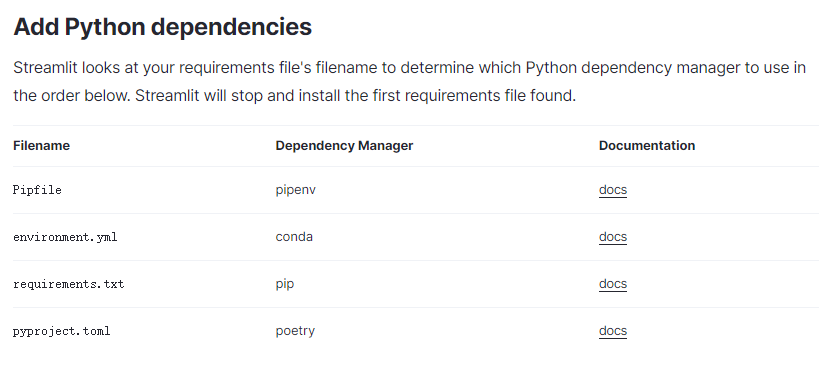 Add Python dependencies
Streamlit looks at your requirements file's filename to determine which Python dependency manager to use in
the order below. Streamlit will stop and install the first requirements file found.
Filename Dependency Manager Documentation
Pipfile pipenv docs
environment.yml conda docs
requirements.txt pip docs
pyproject.toml poetry docs